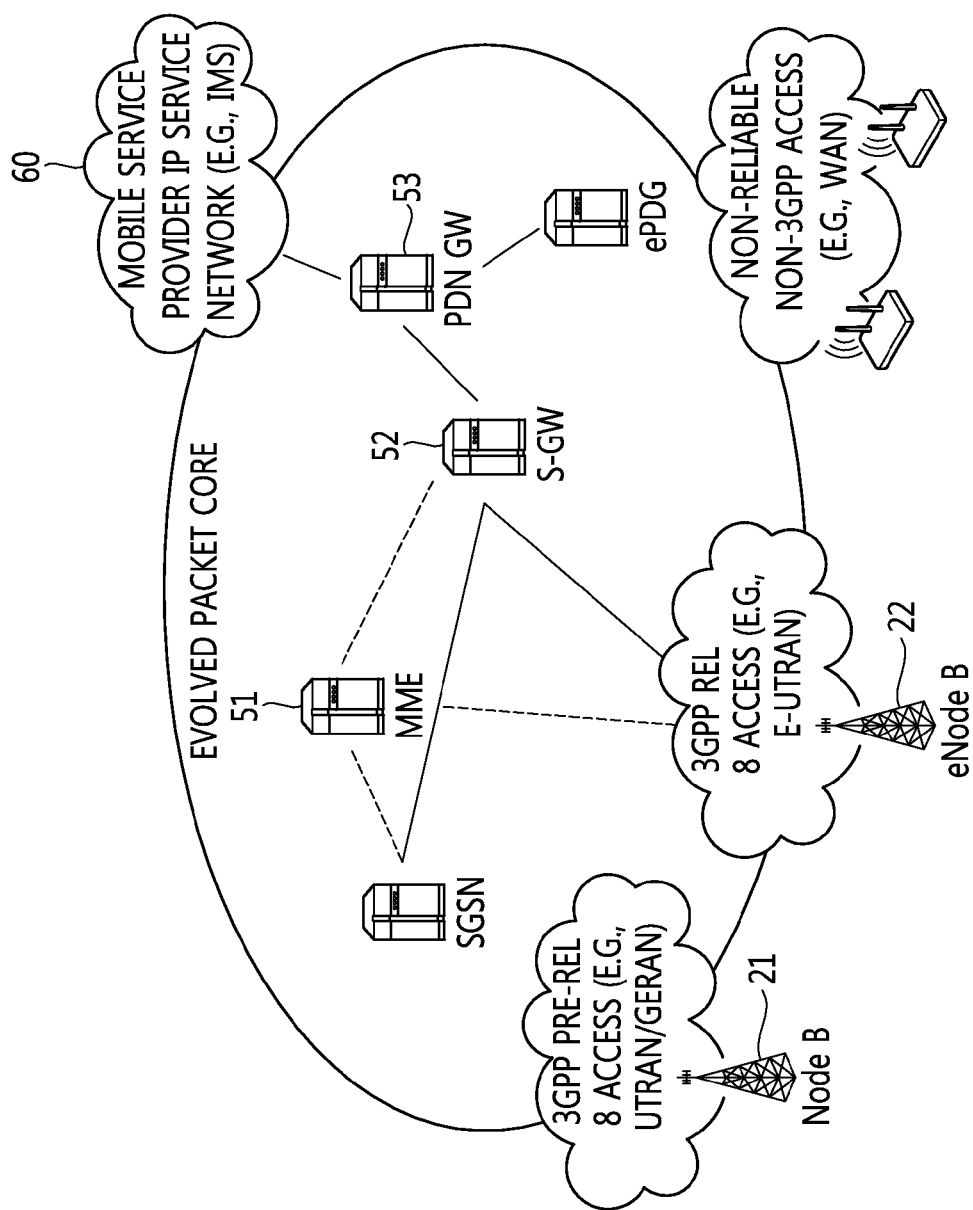 60
MOBILE SERVICE
PROVIDER IP SERVICE
NETWORK (E.G., IMS)
EVOLVED PACKET CORE
51
MME
52
S-GW
53
PDN GW
ePDG
SGSN
3GPP PRE-REL
8 ACCESS (E.G.,
UTRAN/GERAN)
21
Node B
3GPP REL
8 ACCESS (E.G.,
E-UTRAN)
22
eNode B
NON-RELIABLE
NON-3GPP ACCESS
(E.G., WAN)